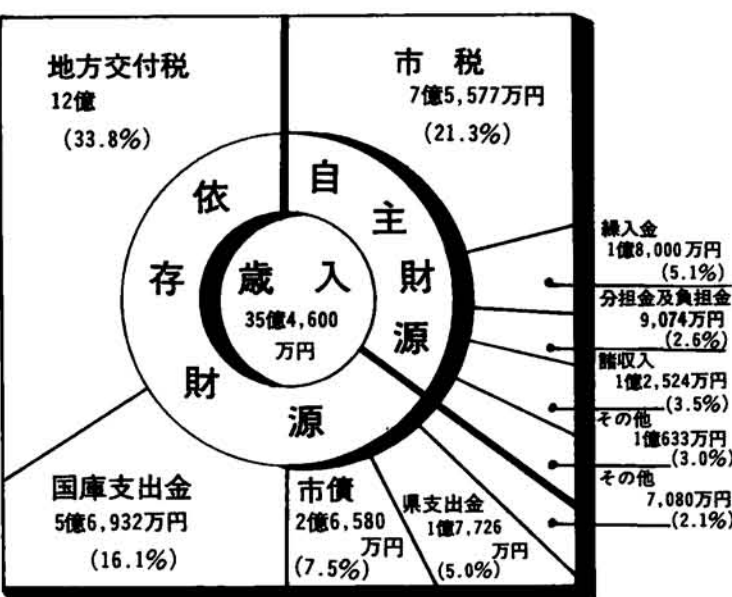 地方交付税
12億
(33.8%)
市 税
7億5,577万円
(21.3%)
繰入金
1億8,000万円
(5.1%)
分担金及負担金
9,074万円
(2.6%)
諸収入
1億2,524万円
(3.5%)
その他
1億633万円
(3.0%)
その他
7,080万円
(2.1%)
県支出金
1億7,726
万円
(5.0%)
市債
2億6,580
万円
(7.5%)
国庫支出金
5億6,932万円
(16.1%)
自主財源
依存財源
歳 入
35億4,600
万円